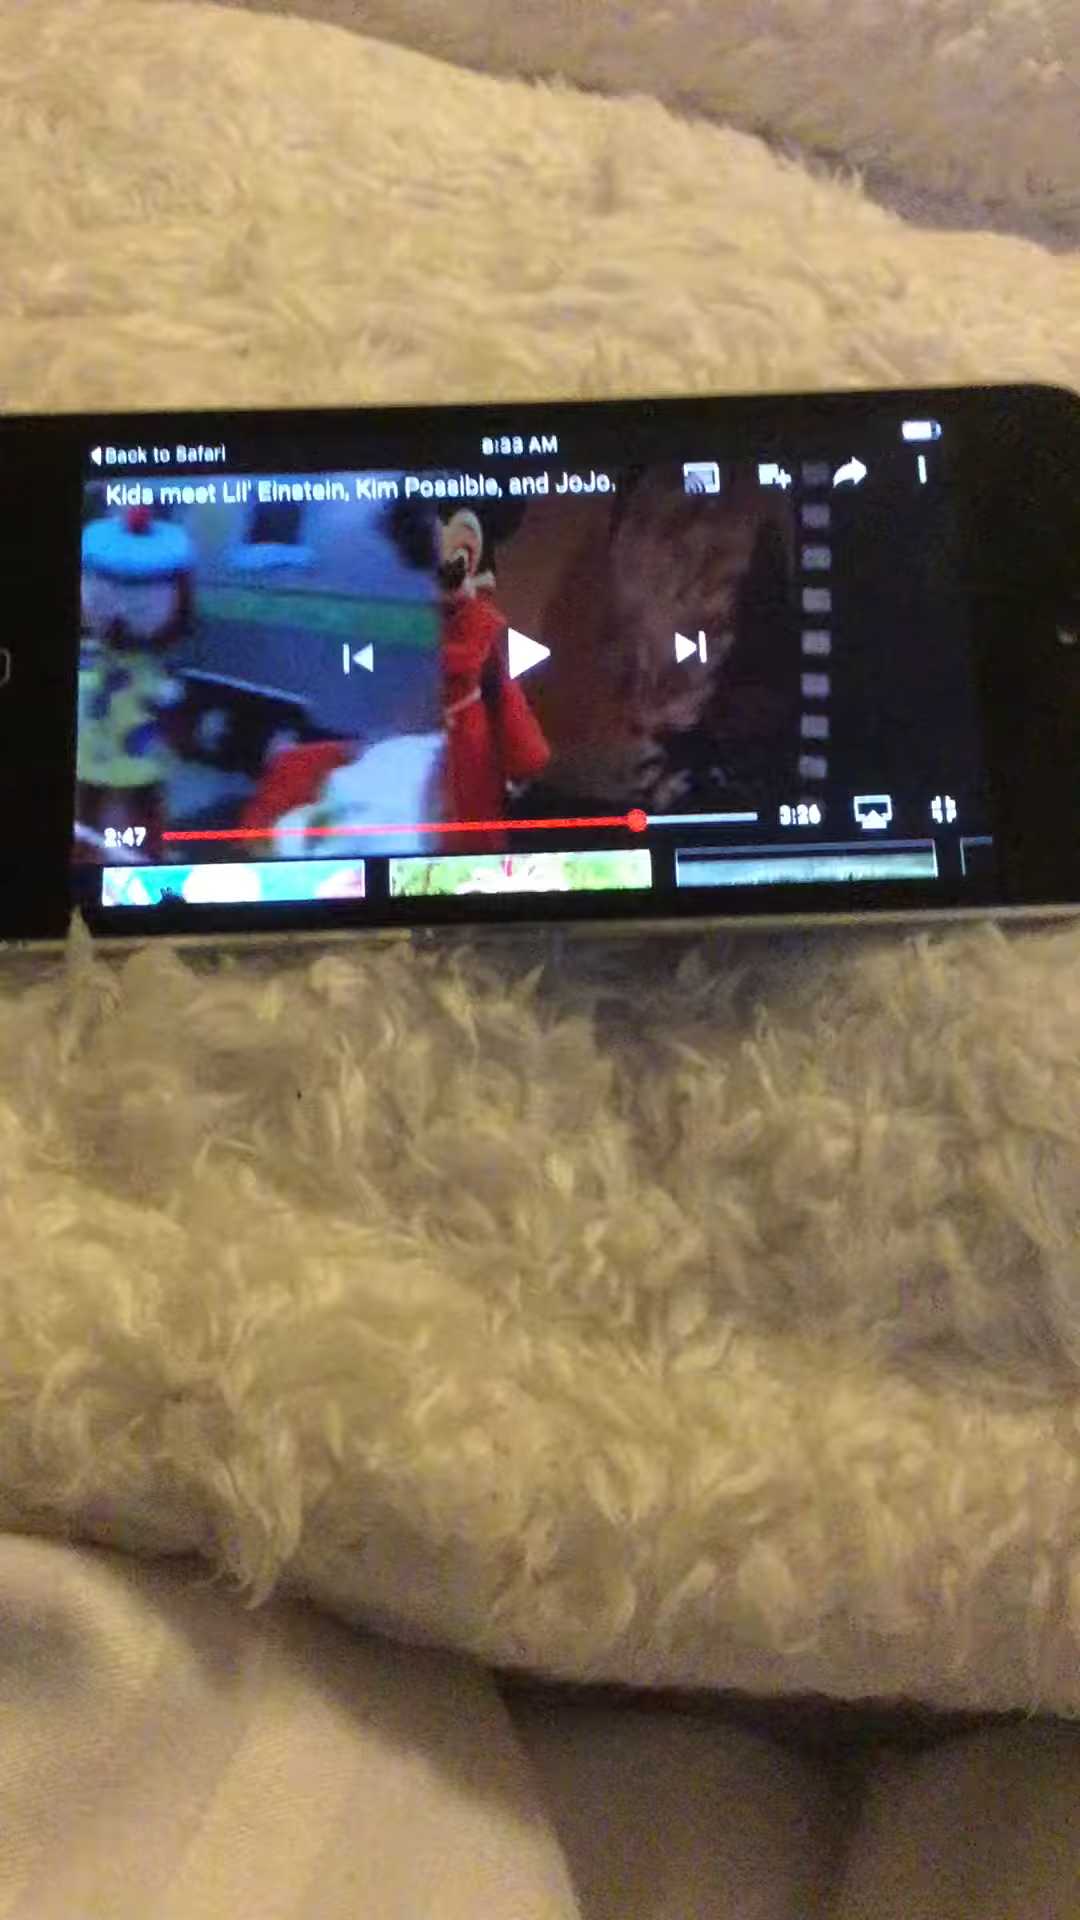 Back to Safari
8:33 AM
Kids meet Lil' Einstein, Kim Possible, and JoJo.
2:47
3:26